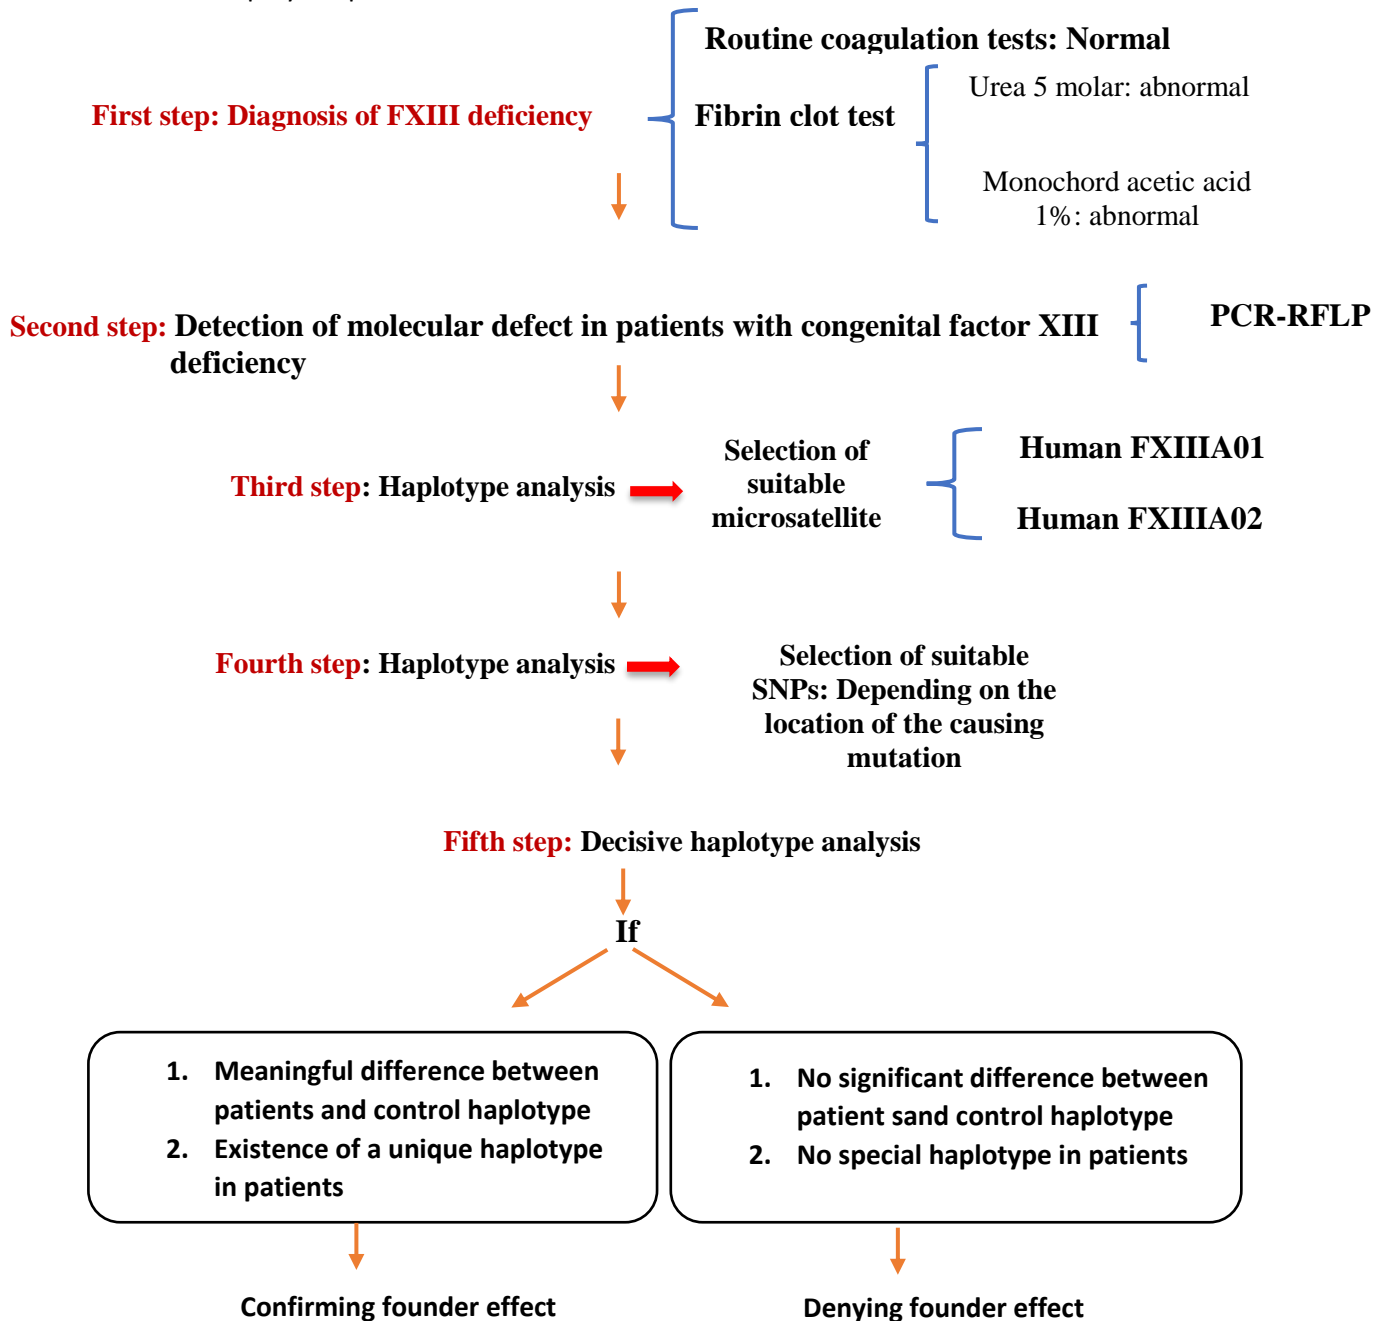 Routine coagulation tests: Normal
First step: Diagnosis of FXIII deficiency
Fibrin clot test
Urea 5 molar: abnormal
Monochord acetic acid
1%: abnormal
Second step: Detection of molecular defect in patients with congenital factor XIII
deficiency
PCR-RFLP
Third step: Haplotype analysis
Selection of
suitable
microsatellite
Human FXIIIA01
Human FXIIIA02
Fourth step: Haplotype analysis
Selection of suitable
SNPs: Depending on the
location of the causing
mutation
Fifth step: Decisive haplotype analysis
If
1. Meaningful difference between
patients and control haplotype
2. Existence of a unique haplotype
in patients
1. No significant difference between
patient sand control haplotype
2. No special haplotype in patients
Confirming founder effect
Denying founder effect